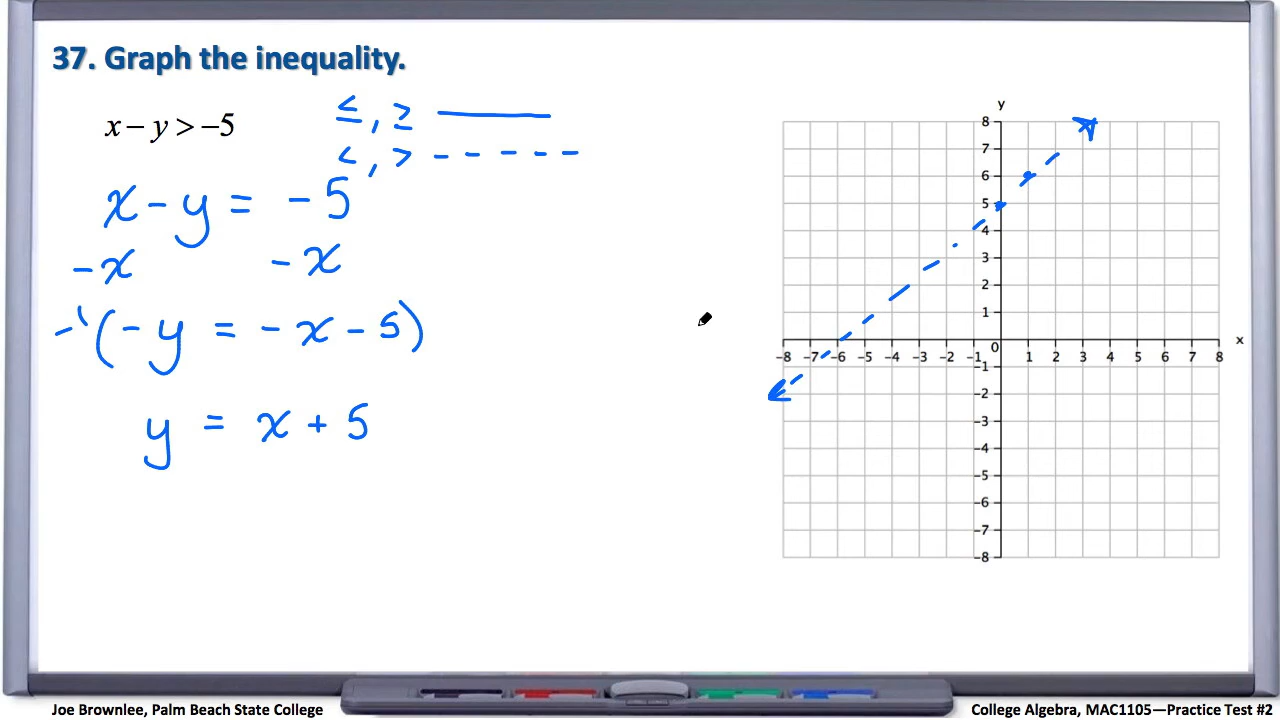 37. Graph the inequality.
x − y > −5
≤, ≥ ———
<, > - - - - -
x − y = −5
−x −x
−1(−y = −x − 5)
y = x + 5
y
8
7
6
5
4
3
2
1
0
−8 −7 −6 −5 −4 −3 −2 −1 1 2 3 4 5 6 7 8 x
−1
−2
−3
−4
−5
−6
−7
−8
Joe Brownlee, Palm Beach State College
College Algebra, MAC1105—Practice Test #2